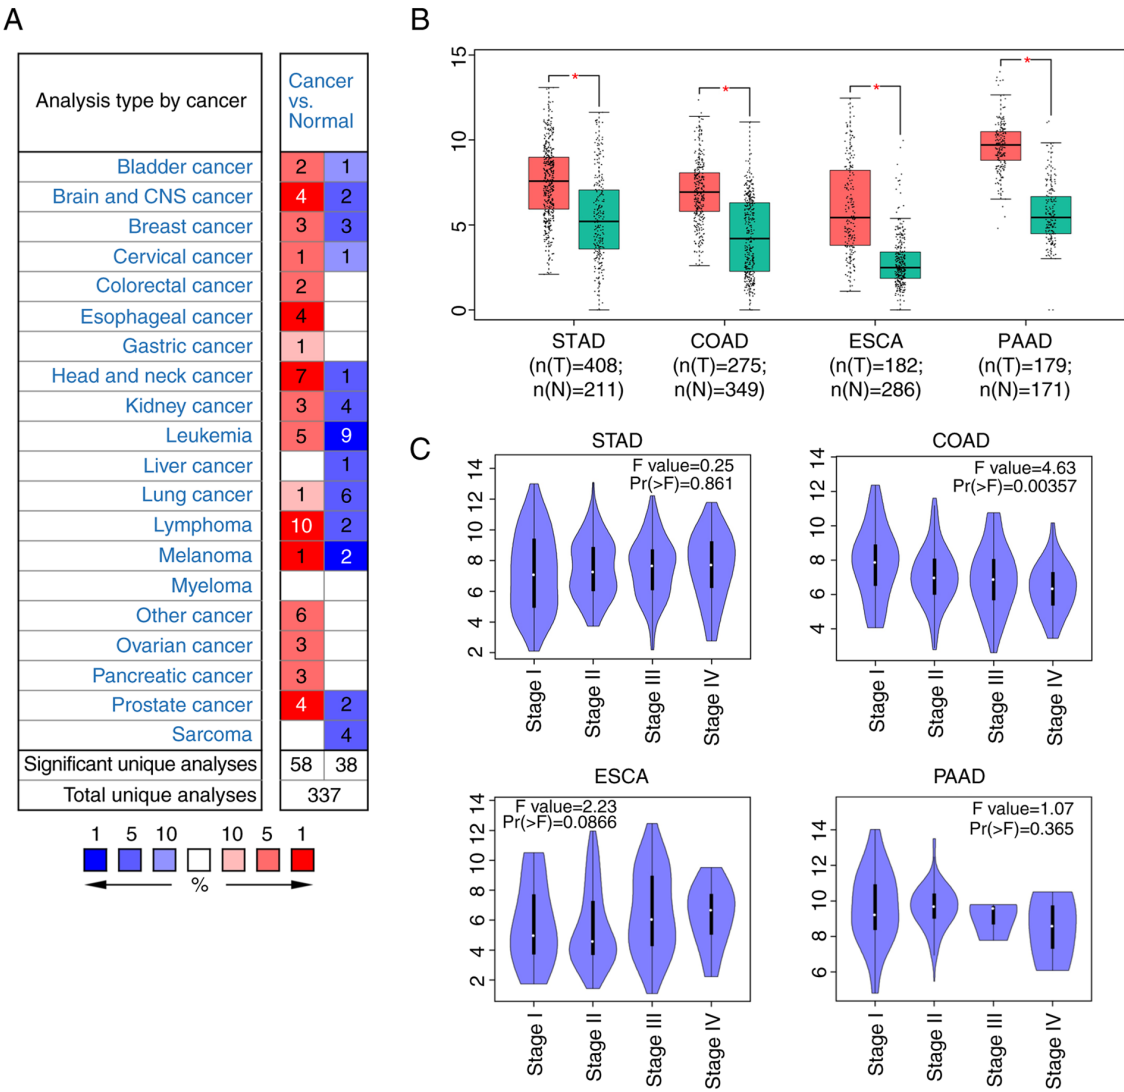 A
Analysis type by cancer
Cancer
vs.
Normal
Bladder cancer 2 1
Brain and CNS cancer 4 2
Breast cancer 3 3
Cervical cancer 1 1
Colorectal cancer 2
Esophageal cancer 4
Gastric cancer 1
Head and neck cancer 7 1
Kidney cancer 3 4
Leukemia 5 9
Liver cancer 1
Lung cancer 1 6
Lymphoma 10 2
Melanoma 1 2
Myeloma
Other cancer 6
Ovarian cancer 3
Pancreatic cancer 3
Prostate cancer 4 2
Sarcoma 4
Significant unique analyses 58 38
Total unique analyses 337
1 5 10 10 5 1
%
B
15
10
5
0
* * * *
STAD
(n(T)=408;
n(N)=211)
COAD
(n(T)=275;
n(N)=349)
ESCA
(n(T)=182;
n(N)=286)
PAAD
(n(T)=179;
n(N)=171)
C
STAD
F value=0.25
Pr(>F)=0.861
14
12
10
8
6
4
2
Stage I
Stage II
Stage III
Stage IV
COAD
F value=4.63
Pr(>F)=0.00357
14
12
10
8
6
4
Stage I
Stage II
Stage III
Stage IV
ESCA
F value=2.23
Pr(>F)=0.0866
14
12
10
8
6
4
2
Stage I
Stage II
Stage III
Stage IV
PAAD
F value=1.07
Pr(>F)=0.365
14
12
10
8
6
Stage I
Stage II
Stage III
Stage IV